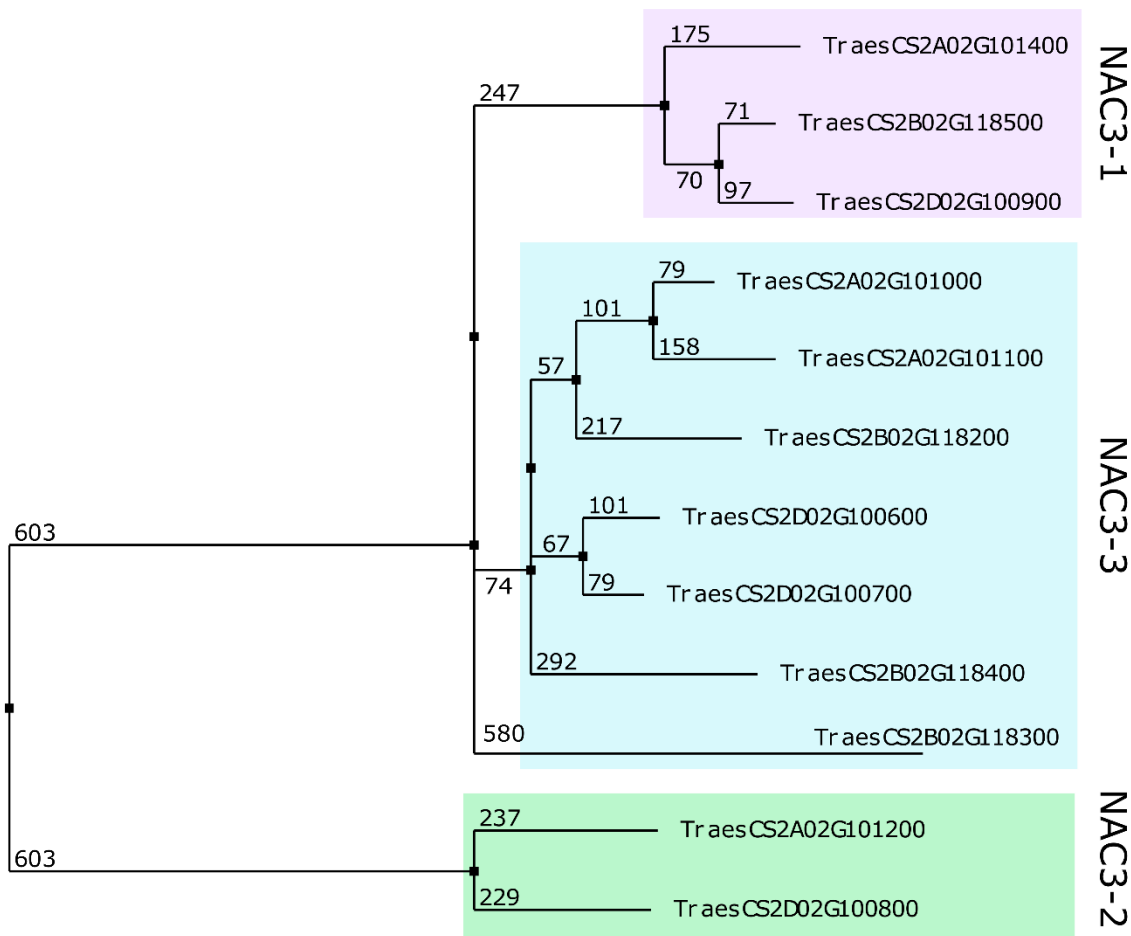 175
TraesCS2A02G101400
247
71
TraesCS2B02G118500
70
97
TraesCS2D02G100900
NAC3-1
79
TraesCS2A02G101000
101
158
TraesCS2A02G101100
57
217
TraesCS2B02G118200
101
TraesCS2D02G100600
67
79
TraesCS2D02G100700
603
74
292
TraesCS2B02G118400
580
TraesCS2B02G118300
NAC3-3
237
TraesCS2A02G101200
603
229
TraesCS2D02G100800
NAC3-2